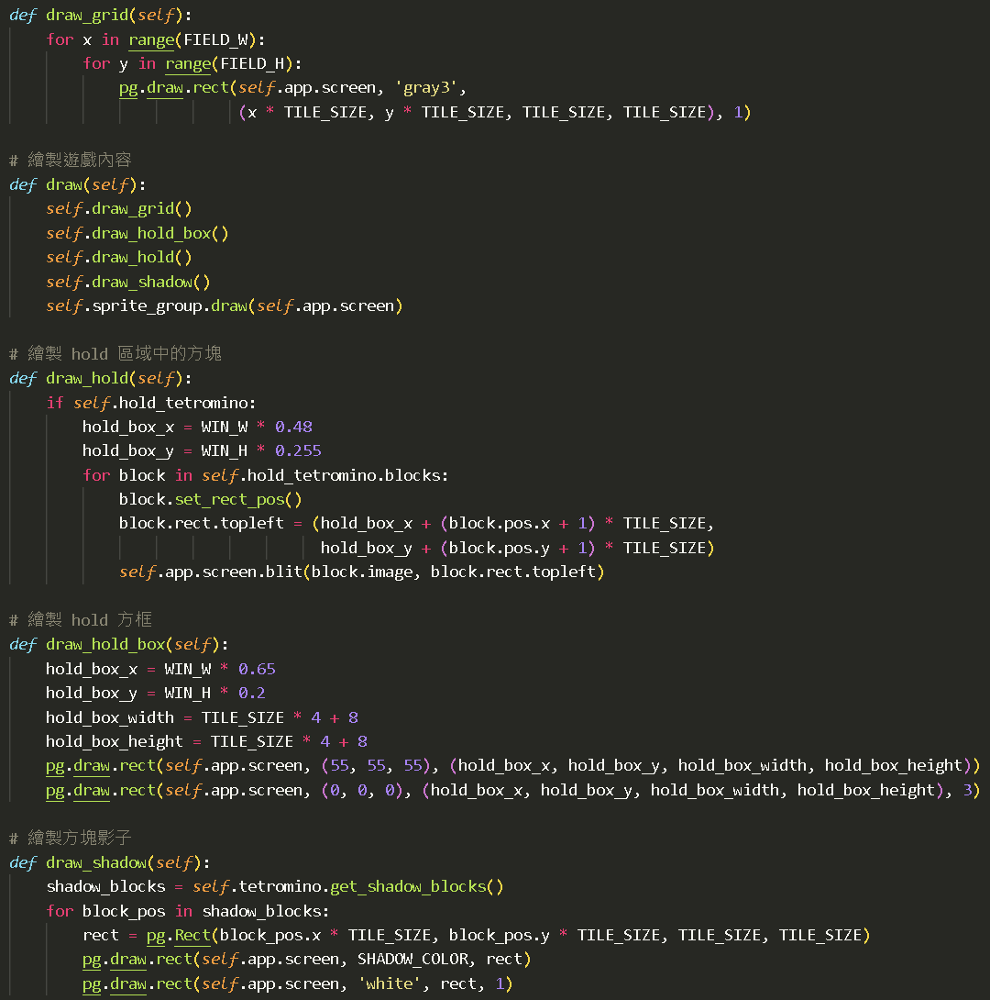 def draw_grid(self):
    for x in range(FIELD_W):
        for y in range(FIELD_H):
            pg.draw.rect(self.app.screen, 'gray3',
                         (x * TILE_SIZE, y * TILE_SIZE, TILE_SIZE, TILE_SIZE), 1)

# 繪製遊戲內容
def draw(self):
    self.draw_grid()
    self.draw_hold_box()
    self.draw_hold()
    self.draw_shadow()
    self.sprite_group.draw(self.app.screen)

# 繪製 hold 區域中的方塊
def draw_hold(self):
    if self.hold_tetromino:
        hold_box_x = WIN_W * 0.48
        hold_box_y = WIN_H * 0.255
        for block in self.hold_tetromino.blocks:
            block.set_rect_pos()
            block.rect.topleft = (hold_box_x + (block.pos.x + 1) * TILE_SIZE,
                                  hold_box_y + (block.pos.y + 1) * TILE_SIZE)
            self.app.screen.blit(block.image, block.rect.topleft)

# 繪製 hold 方框
def draw_hold_box(self):
    hold_box_x = WIN_W * 0.65
    hold_box_y = WIN_H * 0.2
    hold_box_width = TILE_SIZE * 4 + 8
    hold_box_height = TILE_SIZE * 4 + 8
    pg.draw.rect(self.app.screen, (55, 55, 55), (hold_box_x, hold_box_y, hold_box_width, hold_box_height))
    pg.draw.rect(self.app.screen, (0, 0, 0), (hold_box_x, hold_box_y, hold_box_width, hold_box_height), 3)

# 繪製方塊影子
def draw_shadow(self):
    shadow_blocks = self.tetromino.get_shadow_blocks()
    for block_pos in shadow_blocks:
        rect = pg.Rect(block_pos.x * TILE_SIZE, block_pos.y * TILE_SIZE, TILE_SIZE, TILE_SIZE)
        pg.draw.rect(self.app.screen, SHADOW_COLOR, rect)
        pg.draw.rect(self.app.screen, 'white', rect, 1)